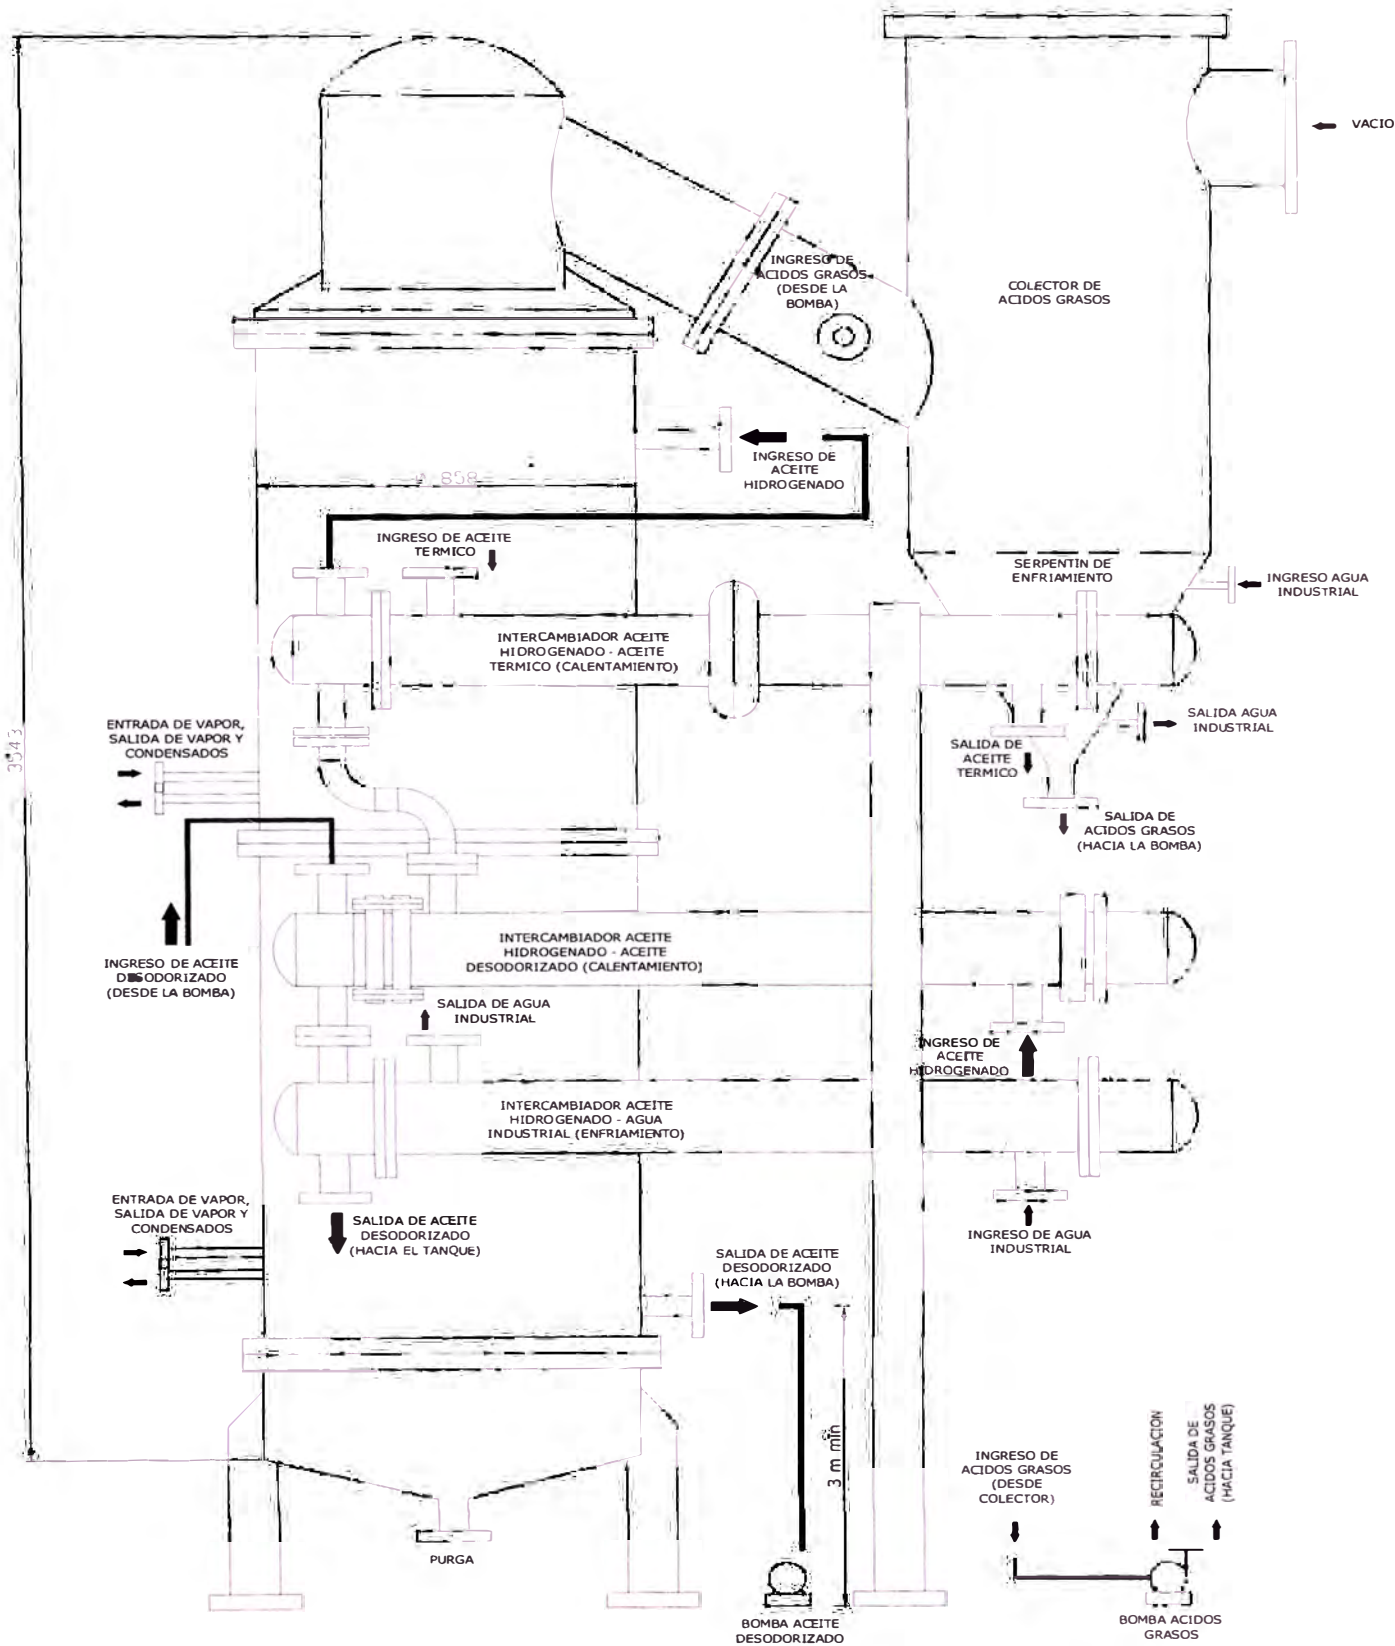 VACIO
INGRESO DE
ACIDOS GRASOS
(DESDE LA
BOMBA)
COLECTOR DE
ACIDOS GRASOS
INGRESO DE
ACEITE
HIDROGENADO
858
INGRESO DE ACEITE
TERMICO
SERPENTIN DE
ENFRIAMIENTO
INGRESO AGUA
INDUSTRIAL
INTERCAMBIADOR ACEITE
HIDROGENADO - ACEITE
TERMICO (CALENTAMIENTO)
ENTRADA DE VAPOR,
SALIDA DE VAPOR Y
CONDENSADOS
3543
SALIDA AGUA
INDUSTRIAL
SALIDA DE
ACEITE
TERMICO
SALIDA DE
ACIDOS GRASOS
(HACIA LA BOMBA)
INGRESO DE ACEITE
DESODORIZADO
(DESDE LA BOMBA)
INTERCAMBIADOR ACEITE
HIDROGENADO - ACEITE
DESODORIZADO (CALENTAMIENTO)
SALIDA DE AGUA
INDUSTRIAL
INGRESO DE
ACEITE
HIDROGENADO
INTERCAMBIADOR ACEITE
HIDROGENADO - AGUA
INDUSTRIAL (ENFRIAMIENTO)
ENTRADA DE VAPOR,
SALIDA DE VAPOR Y
CONDENSADOS
SALIDA DE ACEITE
DESODORIZADO
(HACIA EL TANQUE)
SALIDA DE ACEITE
DESODORIZADO
(HACIA LA BOMBA)
INGRESO DE AGUA
INDUSTRIAL
3 m min
INGRESO DE
ACIDOS GRASOS
(DESDE
COLECTOR)
RECIRCULACION
SALIDA DE
ACIDOS GRASOS
(HACIA TANQUE)
PURGA
BOMBA ACEITE
DESODORIZADO
BOMBA ACIDOS
GRASOS